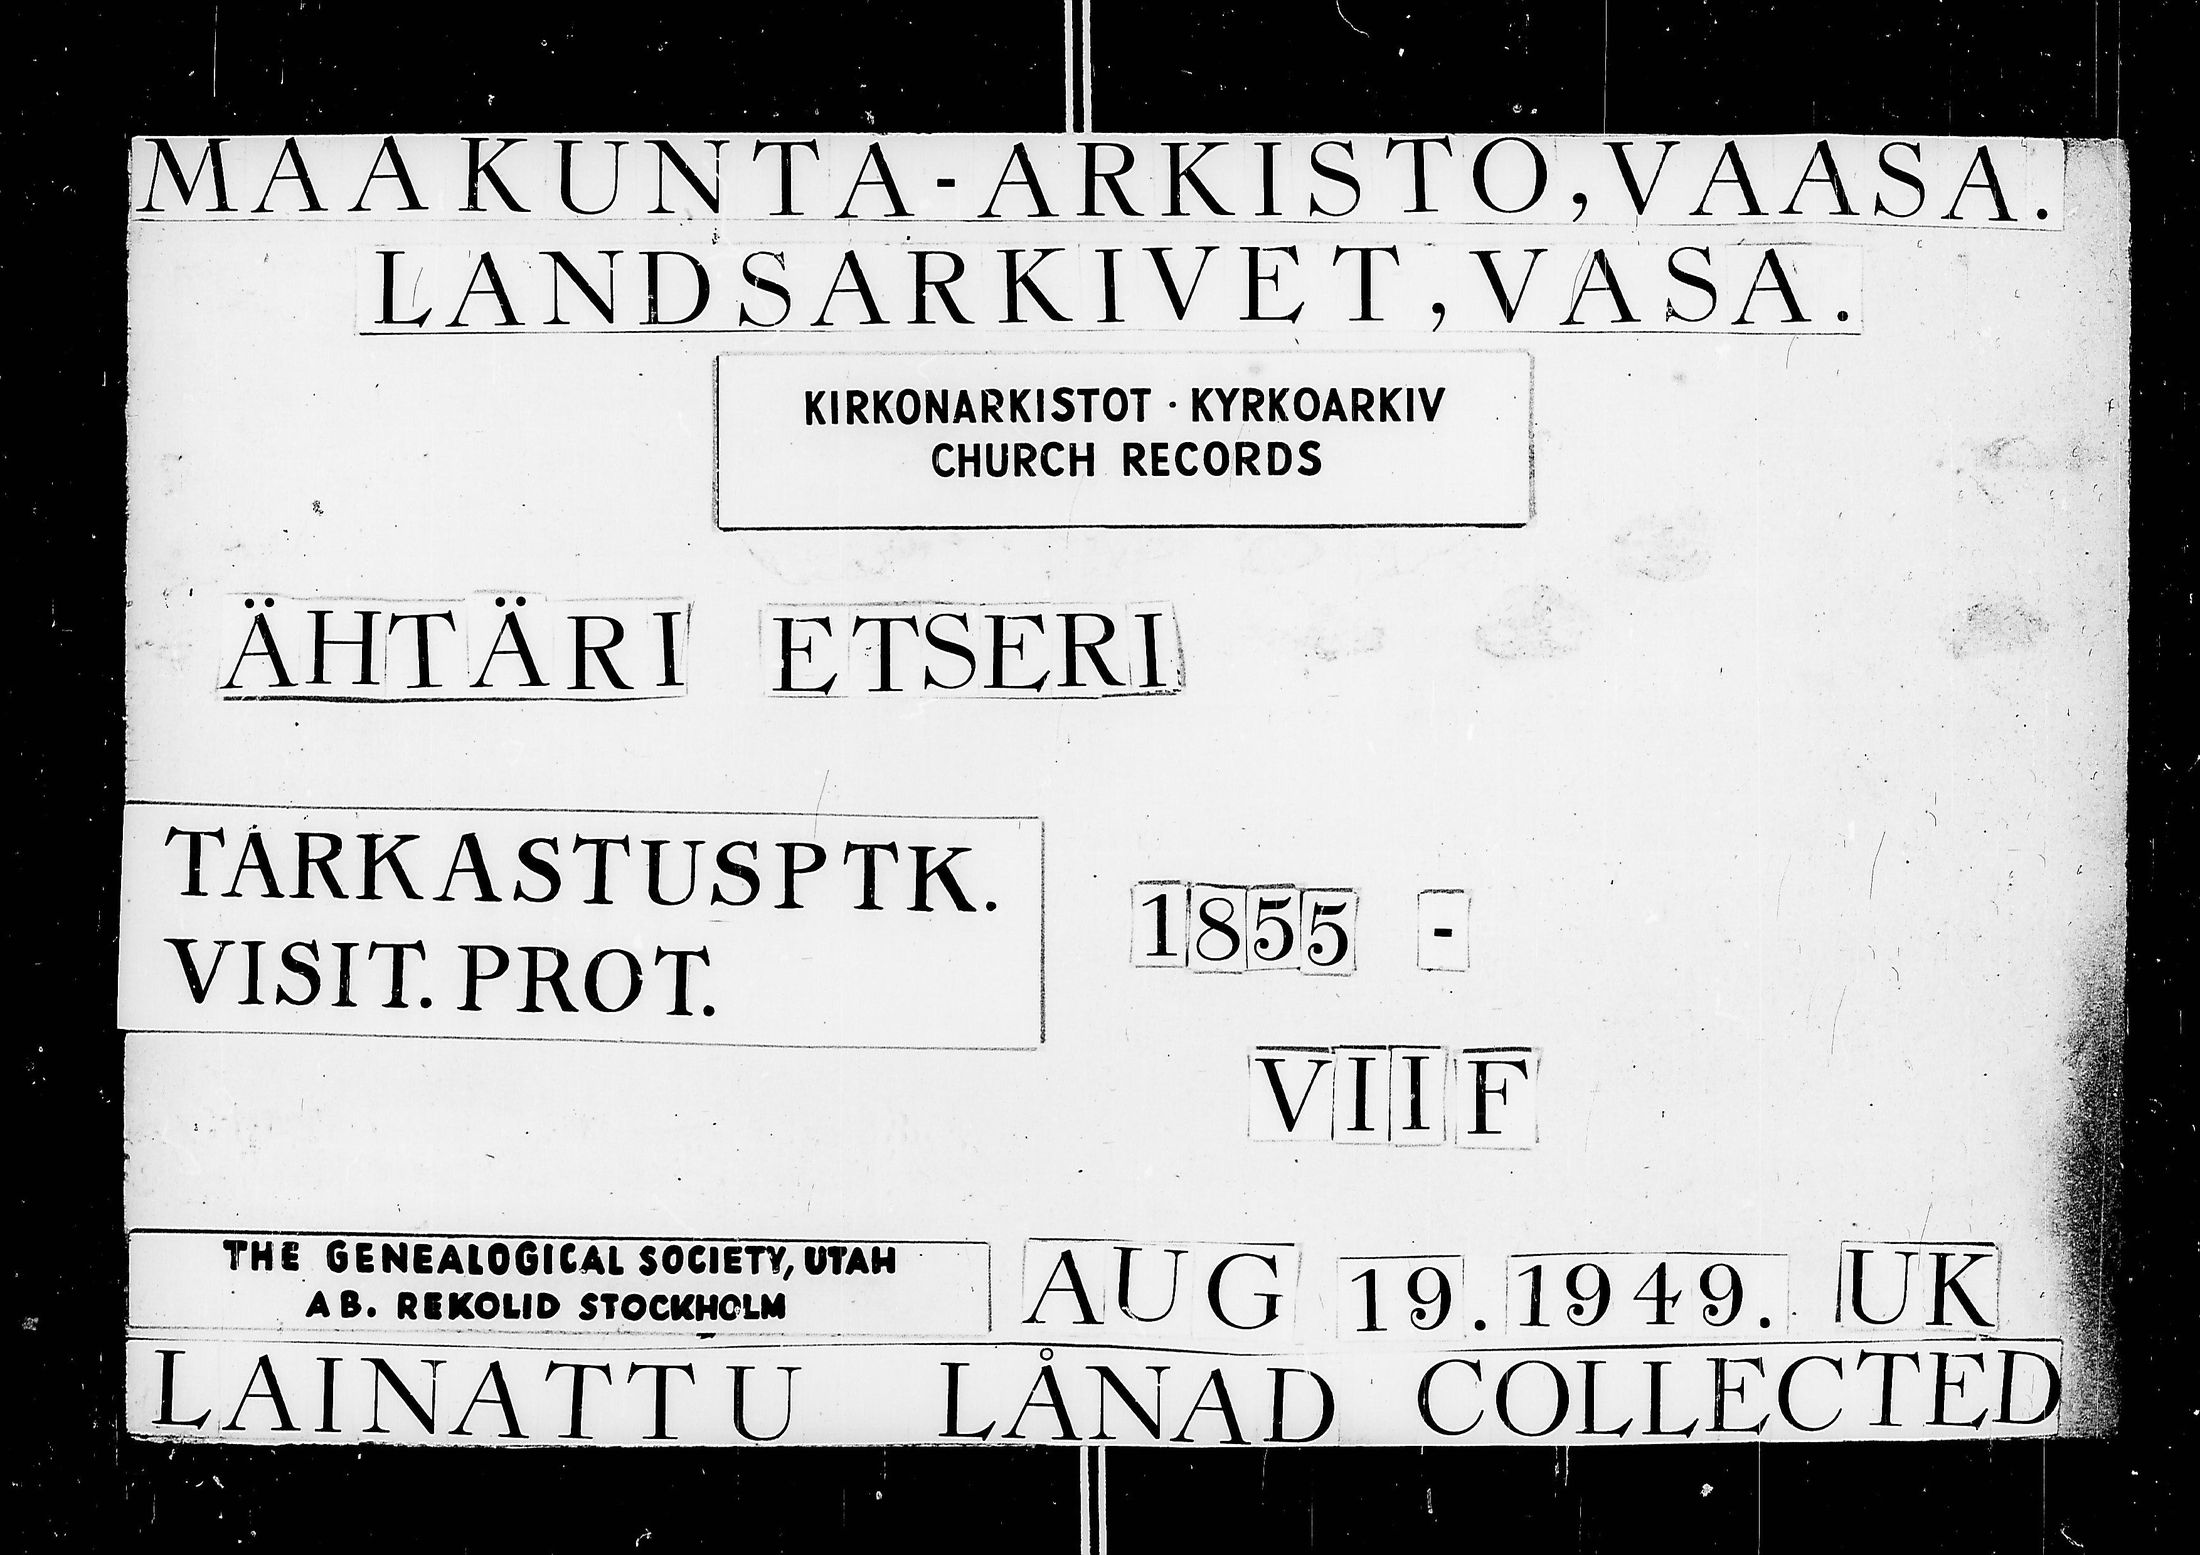 MAAKUNTA-ARKISTO, VAASA.
LANDSARKIVET, VASA.
KIRKONARKISTOT · KYRKOARKIV
CHURCH RECORDS
ÄHTÄRI ETSERI
TARKASTUSPTK.
VISIT. PROT.
1855 -
VII F
THE GENEALOGICAL SOCIETY, UTAH
AB. REKOLID STOCKHOLM
AUG 19. 1949. UK
LAINATTU LÅNAD COLLECTED